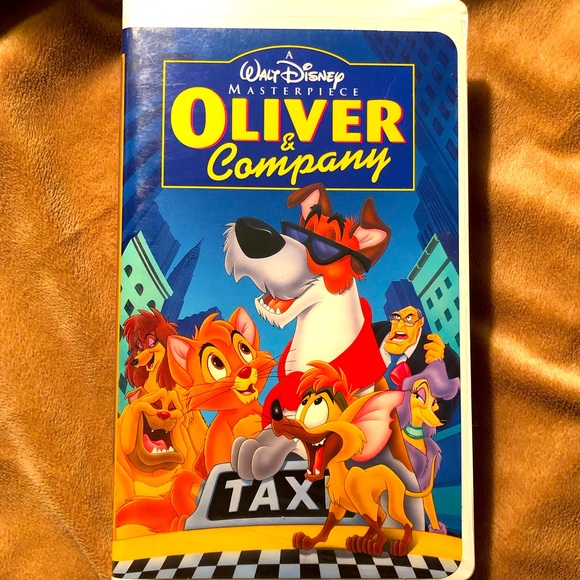 A
WALT DISNEY
MASTERPIECE
OLIVER
&
Company
TAXI